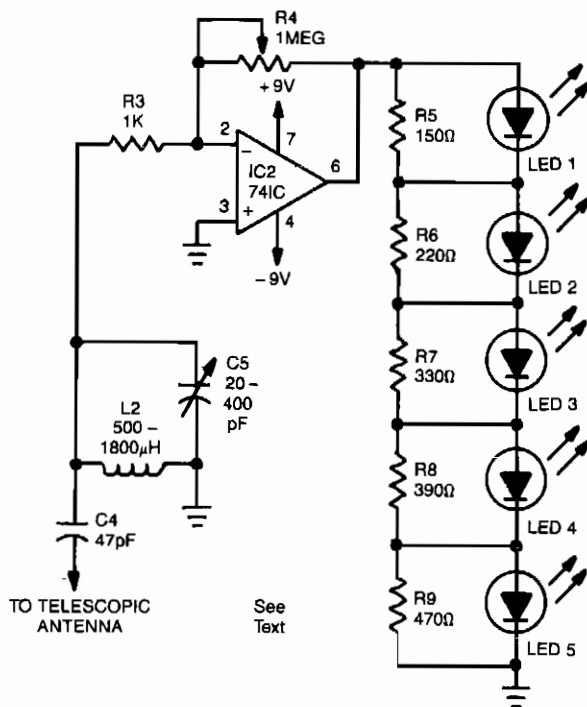 R4
1MEG
+9V
R3
1K
2
7
−
IC2
74IC
6
3
+
4
−9V
R5
150Ω
LED 1
R6
220Ω
LED 2
R7
330Ω
LED 3
C5
20 –
400
pF
L2
500 –
1800µH
R8
390Ω
LED 4
C4
47pF
R9
470Ω
LED 5
TO TELESCOPIC
ANTENNA
See
Text